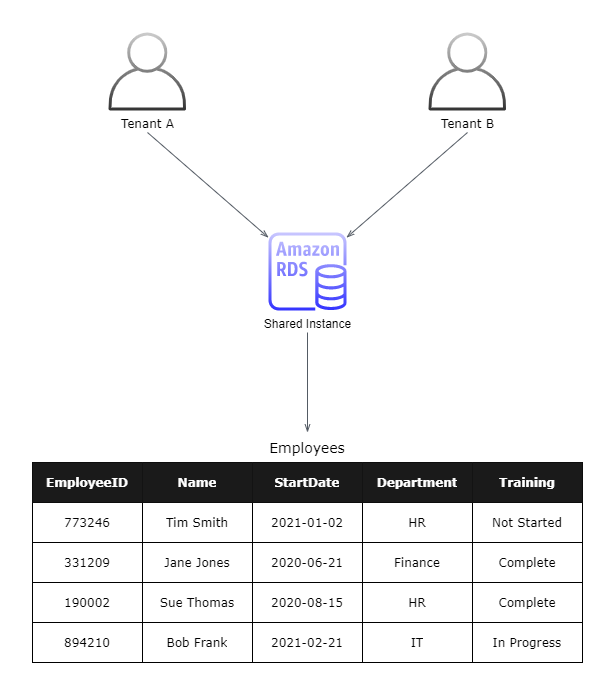 Tenant A
Tenant B
Amazon
RDS
Shared Instance
Employees
EmployeeID Name StartDate Department Training
773246 Tim Smith 2021-01-02 HR Not Started
331209 Jane Jones 2020-06-21 Finance Complete
190002 Sue Thomas 2020-08-15 HR Complete
894210 Bob Frank 2021-02-21 IT In Progress